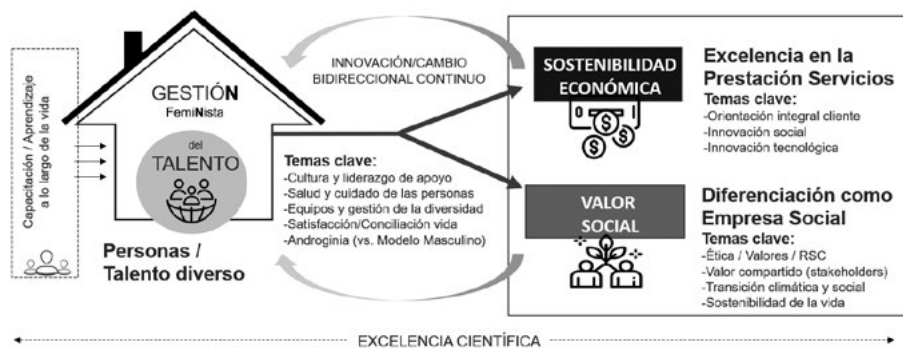 Capacitación / Aprendizaje
a lo largo de la vida
GESTIÓN
FemiNista
del
TALENTO
Personas /
Talento diverso
INNOVACIÓN/CAMBIO
BIDIRECCIONAL CONTINUO
Temas clave:
-Cultura y liderazgo de apoyo
-Salud y cuidado de las personas
-Equipos y gestión de la diversidad
-Satisfacción/Conciliación vida
-Androginia (vs. Modelo Masculino)
SOSTENIBILIDAD
ECONÓMICA
$
$
$
Excelencia en la
Prestación Servicios
Temas clave:
-Orientación integral cliente
-Innovación social
-Innovación tecnológica
VALOR
SOCIAL
Diferenciación como
Empresa Social
Temas clave:
-Ética / Valores / RSC
-Valor compartido (stakeholders)
-Transición climática y social
-Sostenibilidad de la vida
EXCELENCIA CIENTÍFICA